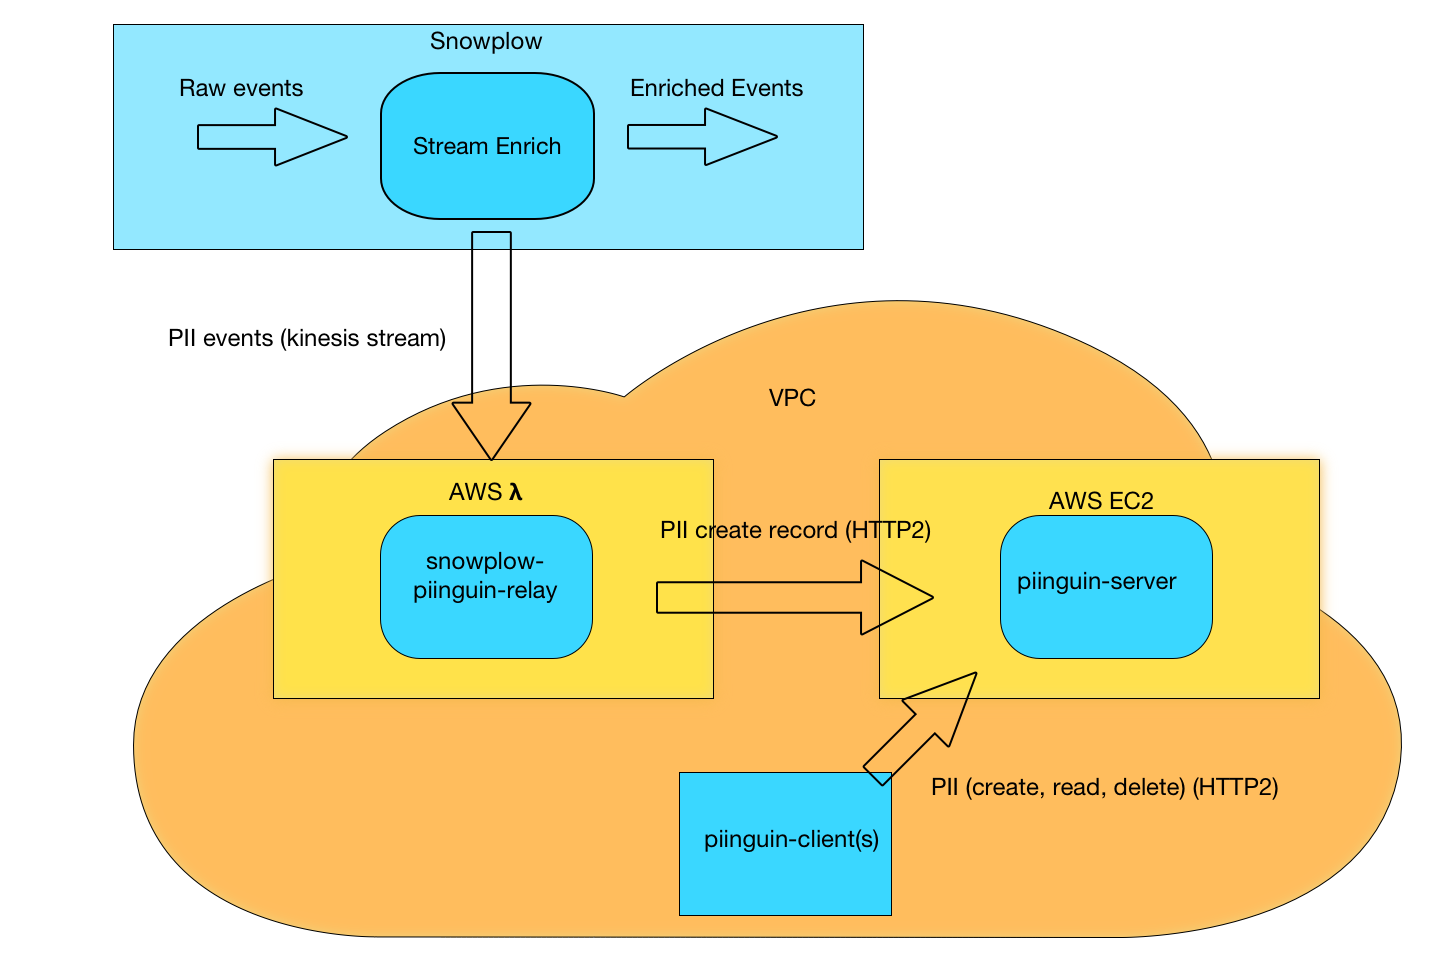 Snowplow
Raw events
Enriched Events
Stream Enrich
PII events (kinesis stream)
VPC
AWS λ
AWS EC2
PII create record (HTTP2)
snowplow-
piinguin-relay
piinguin-server
PII (create, read, delete) (HTTP2)
piinguin-client(s)